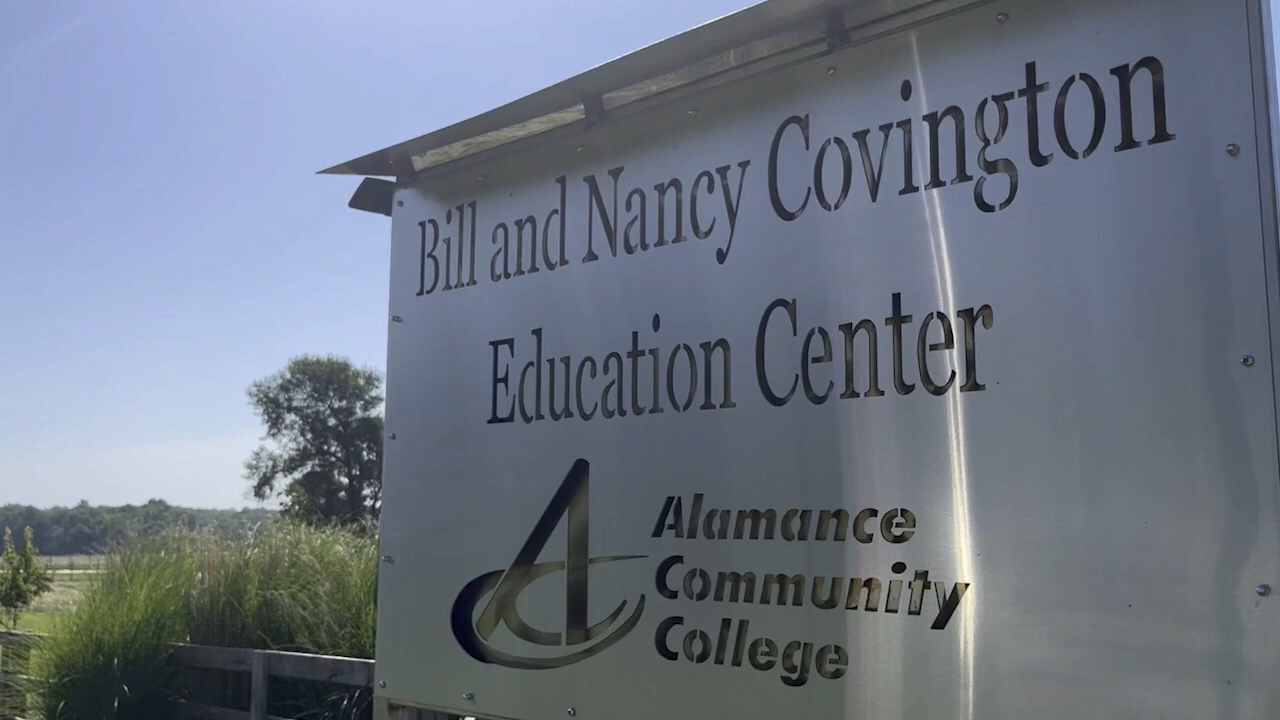 Bill and Nancy Covington
Education Center
Alamance
Community
College